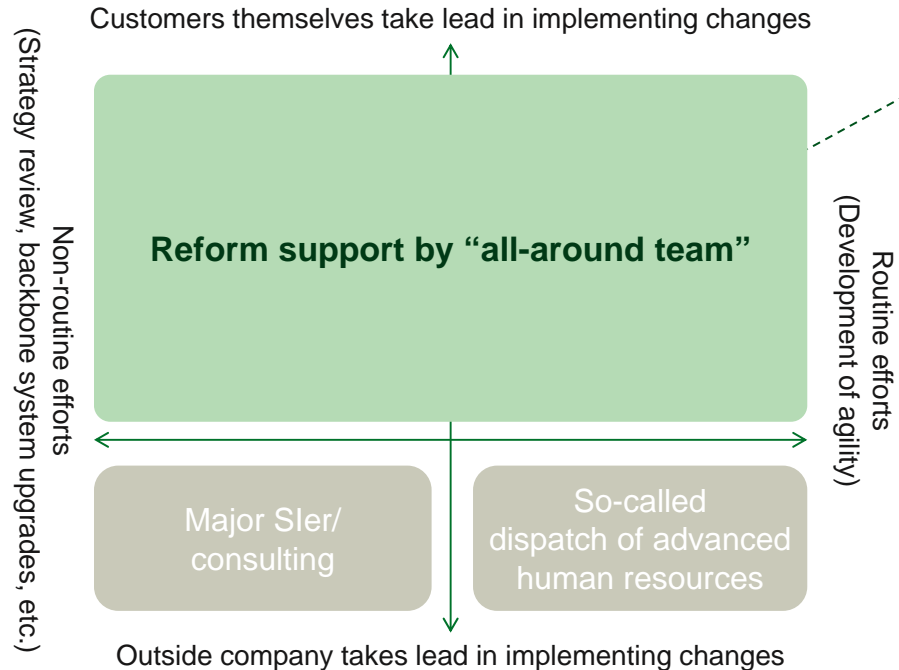 Customers themselves take lead in implementing changes
Non-routine efforts
(Strategy review, backbone system upgrades, etc.)
Reform support by “all-around team”
Routine efforts
(Development of agility)
Major SIer/
consulting
So-called
dispatch of advanced
human resources
Outside company takes lead in implementing changes